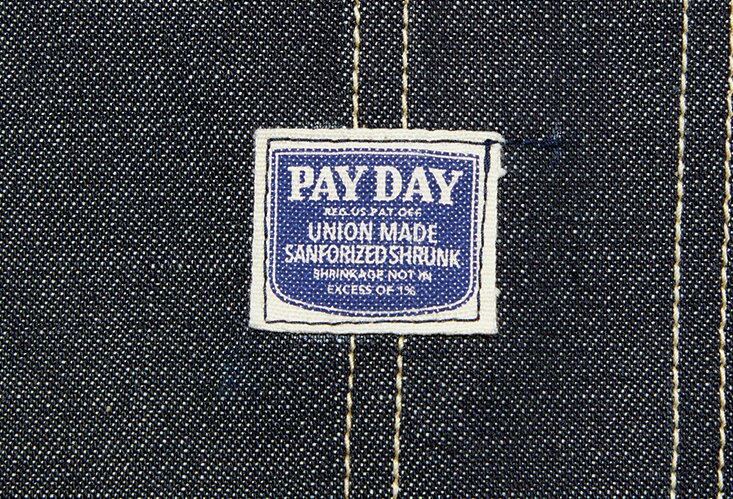 PAY DAY
REG. US. PAT. OFF.
UNION MADE
SANFORIZED SHRUNK
SHRINKAGE NOT IN
EXCESS OF 1%